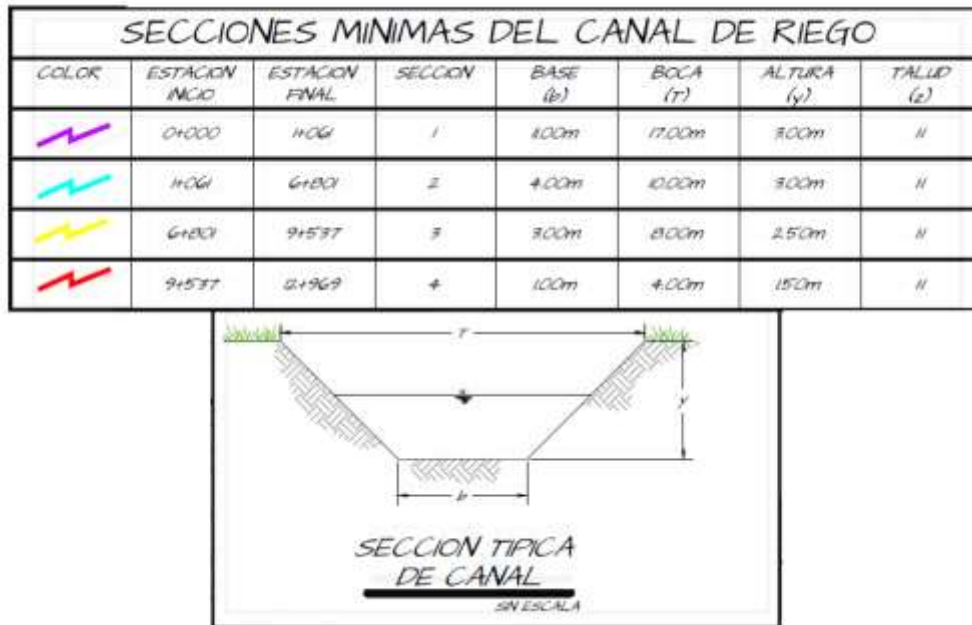 SECCIONES MINIMAS DEL CANAL DE RIEGO
COLOR ESTACION INICIO ESTACION FINAL SECCION BASE (b) BOCA (T) ALTURA (y) TALUD (z)
0+000 1+061 1 11.00m 17.00m 3.00m 1:1
1+061 6+801 2 4.00m 10.00m 3.00m 1:1
6+801 9+537 3 3.00m 8.00m 2.50m 1:1
9+537 12+969 4 1.00m 4.00m 1.50m 1:1
T
y
b
SECCION TIPICA
DE CANAL
SIN ESCALA